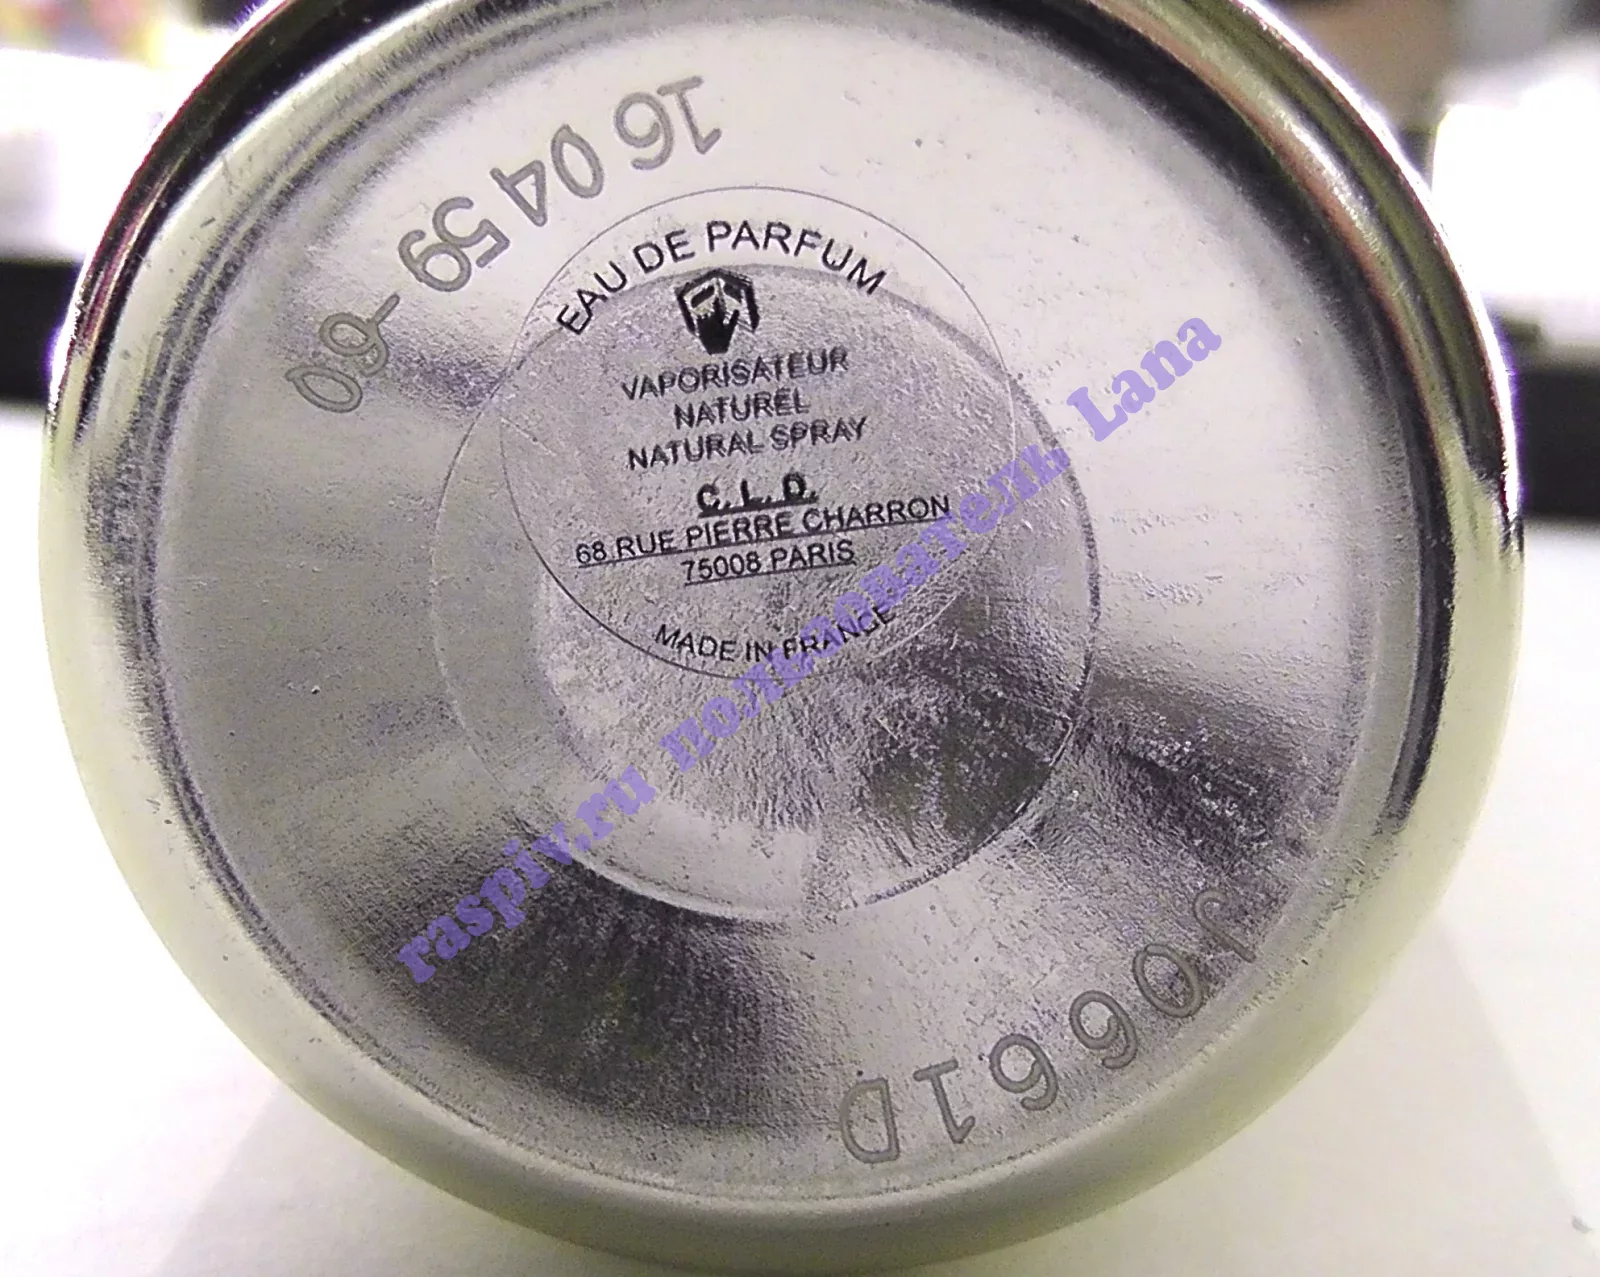 16 04 59
EAU DE PARFUM
VAPORISATEUR
NATUREL
NATURAL SPRAY
C. L. D.
68 RUE PIERRE CHARRON
75008 PARIS
MADE IN FRANCE
J0661D
raspiv.ru пользователь Lana